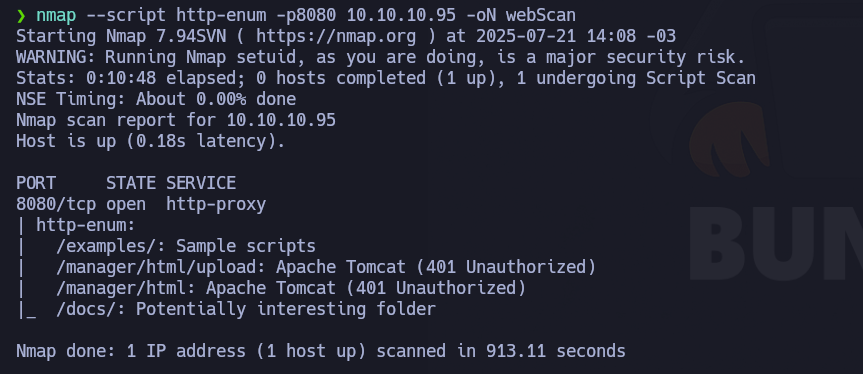 ❯ nmap --script http-enum -p8080 10.10.10.95 -oN webScan
Starting Nmap 7.94SVN ( https://nmap.org ) at 2025-07-21 14:08 -03
WARNING: Running Nmap setuid, as you are doing, is a major security risk.
Stats: 0:10:48 elapsed; 0 hosts completed (1 up), 1 undergoing Script Scan
NSE Timing: About 0.00% done
Nmap scan report for 10.10.10.95
Host is up (0.18s latency).

PORT     STATE SERVICE
8080/tcp open  http-proxy
| http-enum:
|   /examples/: Sample scripts
|   /manager/html/upload: Apache Tomcat (401 Unauthorized)
|   /manager/html: Apache Tomcat (401 Unauthorized)
|_  /docs/: Potentially interesting folder

Nmap done: 1 IP address (1 host up) scanned in 913.11 seconds